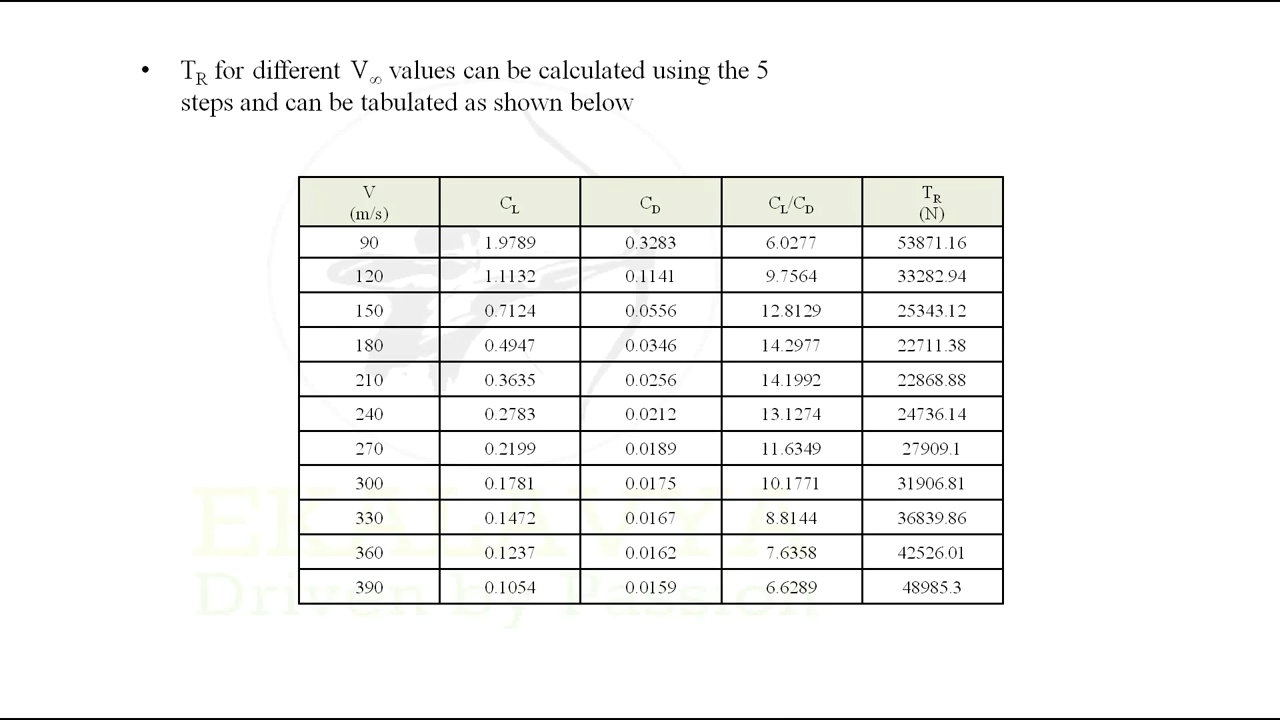 • T_R for different V_∞ values can be calculated using the 5
steps and can be tabulated as shown below
V (m/s) C_L C_D C_L/C_D T_R (N)
90 1.9789 0.3283 6.0277 53871.16
120 1.1132 0.1141 9.7564 33282.94
150 0.7124 0.0556 12.8129 25343.12
180 0.4947 0.0346 14.2977 22711.38
210 0.3635 0.0256 14.1992 22868.88
240 0.2783 0.0212 13.1274 24736.14
270 0.2199 0.0189 11.6349 27909.1
300 0.1781 0.0175 10.1771 31906.81
330 0.1472 0.0167 8.8144 36839.86
360 0.1237 0.0162 7.6358 42526.01
390 0.1054 0.0159 6.6289 48985.3
EKALAVYA
Driven by Passion